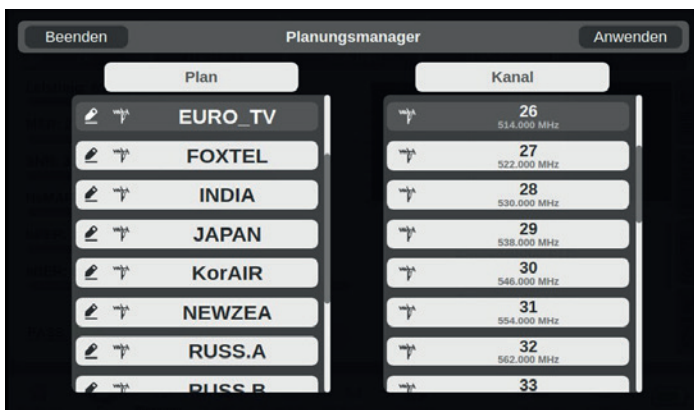 Beenden
Planungsmanager
Anwenden
Plan
Kanal
EURO_TV
FOXTEL
INDIA
JAPAN
KorAIR
NEWZEA
RUSS.A
RUSS.B
26
514.000 MHz
27
522.000 MHz
28
530.000 MHz
29
538.000 MHz
30
546.000 MHz
31
554.000 MHz
32
562.000 MHz
33